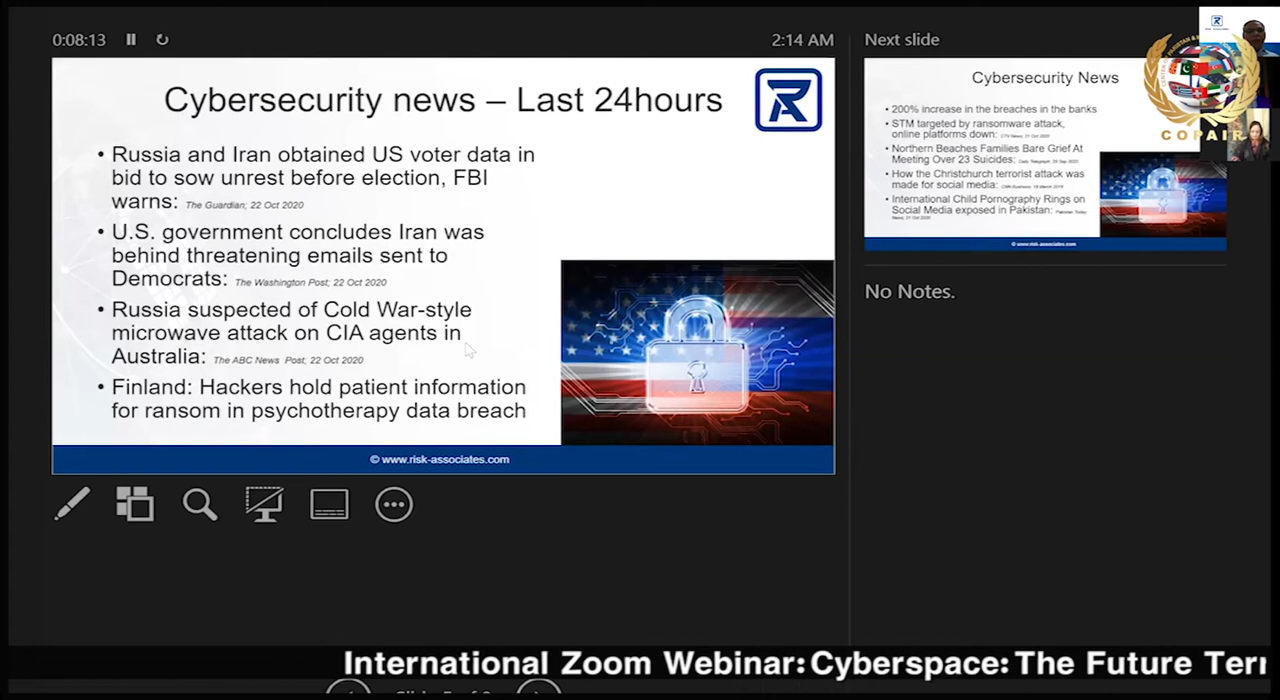 0:08:13
2:14 AM
Next slide
Cybersecurity news – Last 24hours
• Russia and Iran obtained US voter data in
bid to sow unrest before election, FBI
warns: The Guardian; 22 Oct 2020
• U.S. government concludes Iran was
behind threatening emails sent to
Democrats: The Washington Post; 22 Oct 2020
• Russia suspected of Cold War-style
microwave attack on CIA agents in
Australia: The ABC News Post; 22 Oct 2020
• Finland: Hackers hold patient information
for ransom in psychotherapy data breach
© www.risk-associates.com
Cybersecurity News
• 200% increase in the breaches in the banks
• STM targeted by ransomware attack,
online platforms down: CTV News; 21 Oct 2020
• Northern Beaches Families Bare Grief At
Meeting Over 23 Suicides: Daily Telegraph,
• How the Christchurch terrorist attack was
made for social media: CNN Business;
• International Child Pornography Rings on
Social Media exposed in Pakistan: Pakistan Today
News; 21 Oct 2020
© www.risk-associates.com
No Notes.
COPAIR
International Zoom Webinar: Cyberspace: The Future Terr